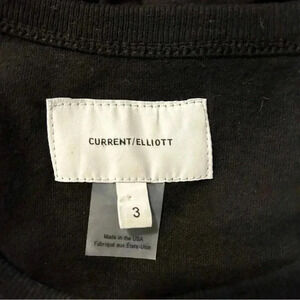 CURRENT/ELLIOTT
3
Made in the USA
Fabriqué aux États-Unis